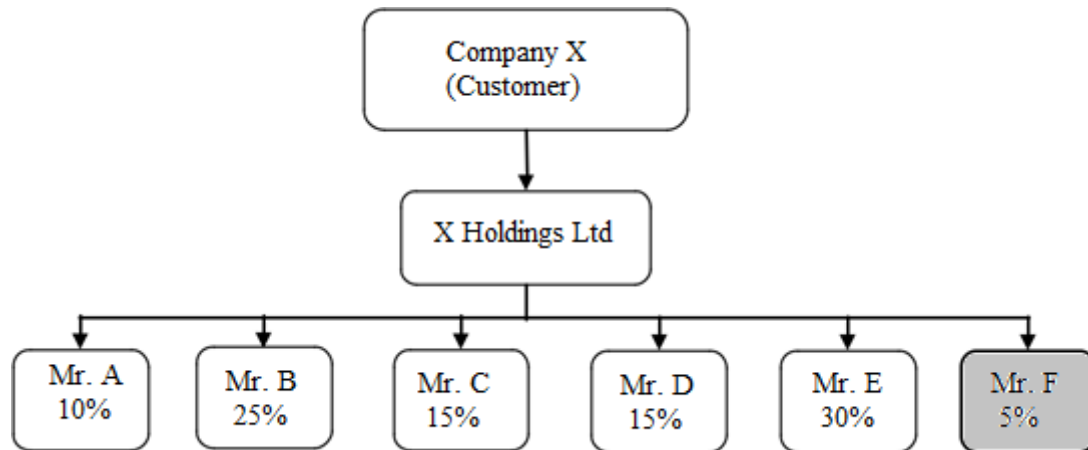 Company X
(Customer)
X Holdings Ltd
Mr. A
10%
Mr. B
25%
Mr. C
15%
Mr. D
15%
Mr. E
30%
Mr. F
5%